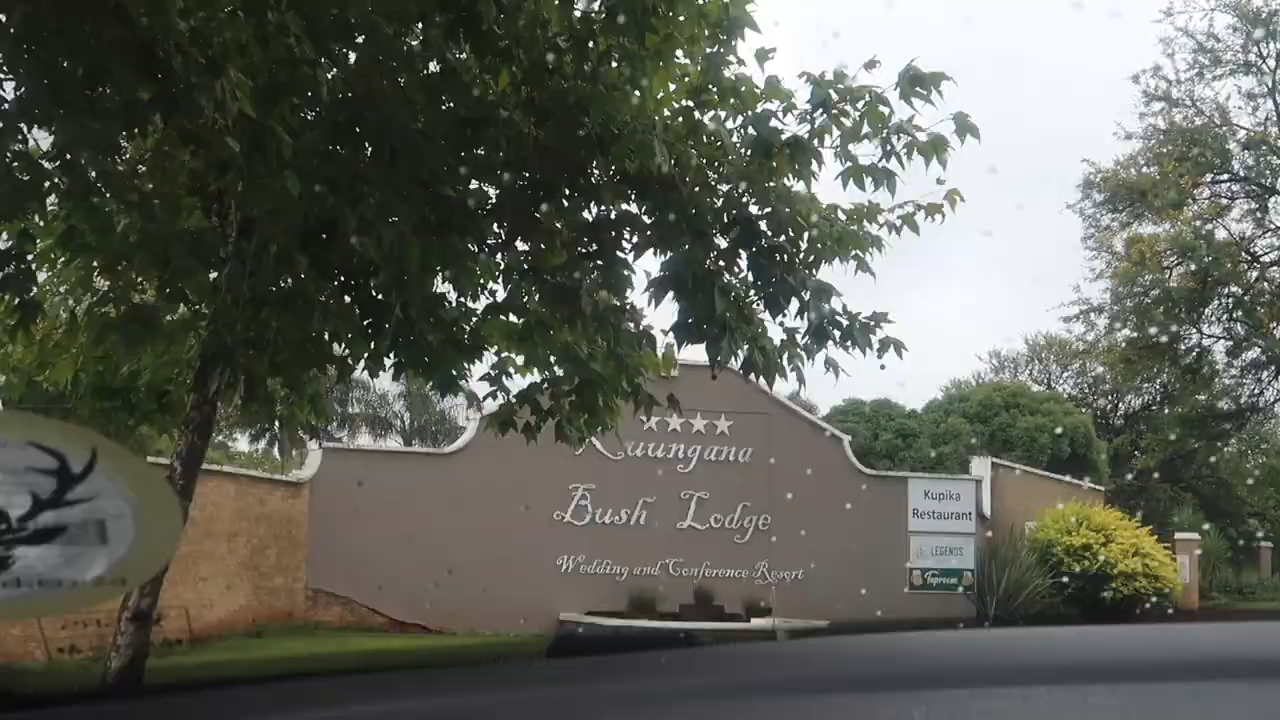 Kuungana
Bush Lodge
Wedding and Conference Resort
Kupika
Restaurant
LEGENDS
Taproom